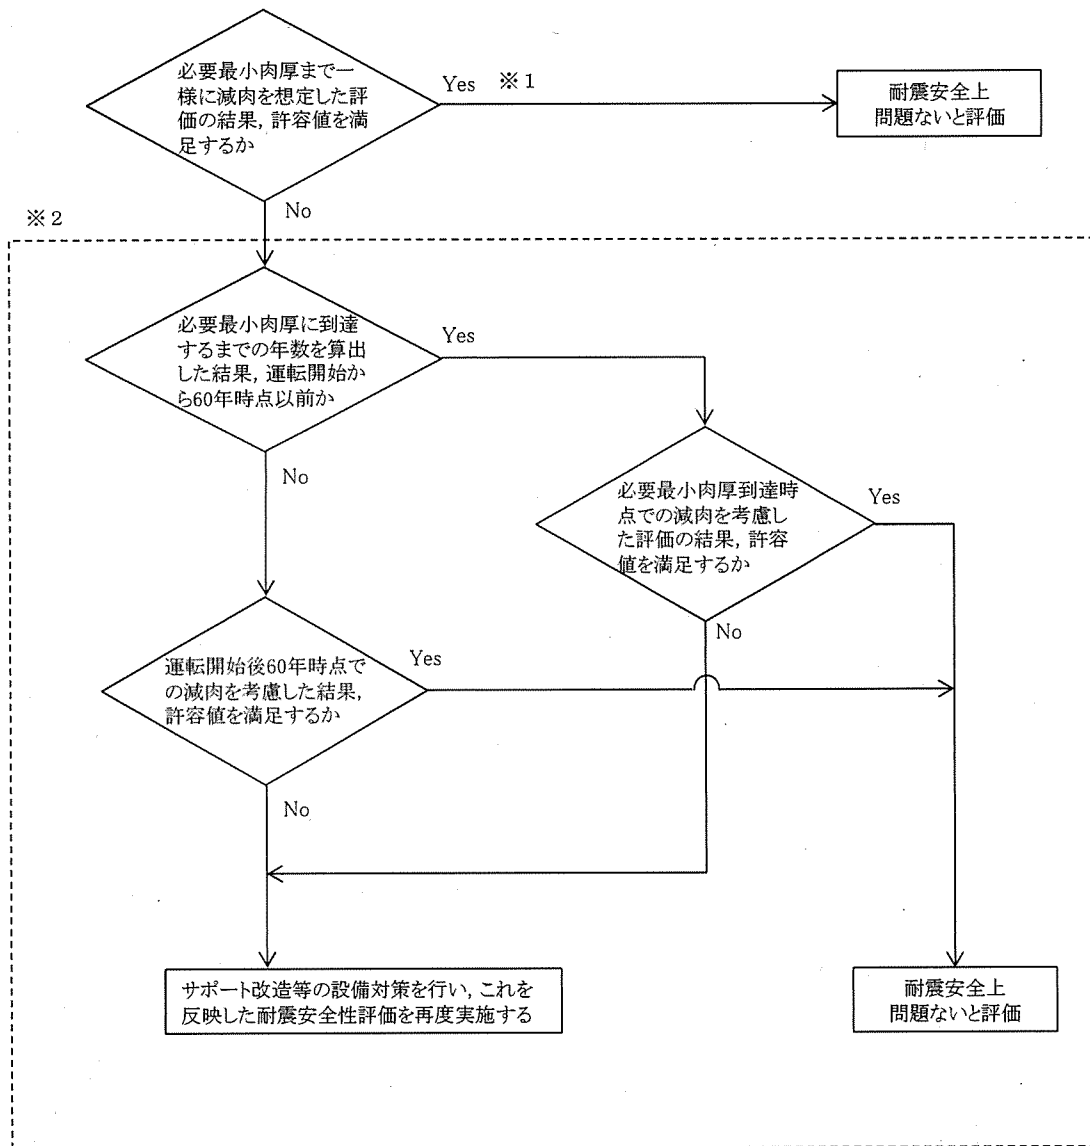 必要最小肉厚まで一
様に減肉を想定した評
価の結果，許容値を満
足するか
Yes ※1
耐震安全上
問題ないと評価
No
※2
必要最小肉厚に到達
するまでの年数を算出
した結果，運転開始か
ら60年時点以前か
Yes
No
必要最小肉厚到達時
点での減肉を考慮し
た評価の結果，許容
値を満足するか
Yes
No
運転開始後60年時点で
の減肉を考慮した結果，
許容値を満足するか
Yes
No
サポート改造等の設備対策を行い，これを
反映した耐震安全性評価を再度実施する
耐震安全上
問題ないと評価